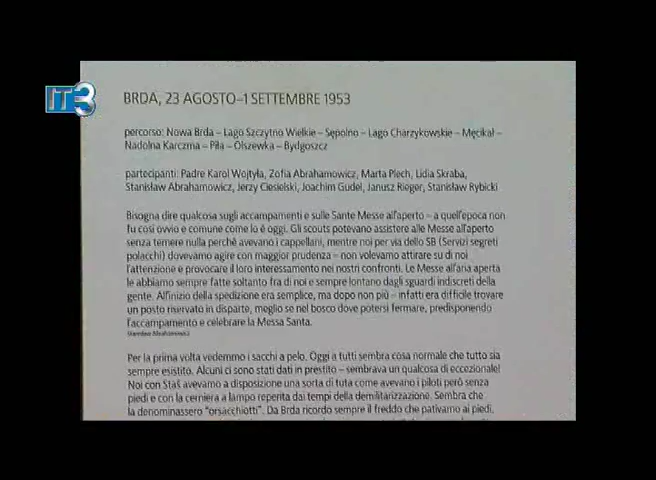 IT3
BRDA, 23 AGOSTO–1 SETTEMBRE 1953
percorso: Nowa Brda – Lago Szczytno Wielkie – Sępolno – Lago Charzykowskie – Męcikał –
Nadolna Karczma – Piła – Olszewka – Bydgoszcz
partecipanti: Padre Karol Wojtyła, Zofia Abrahamowicz, Marta Plech, Lidia Skraba,
Stanisław Abrahamowicz, Jerzy Ciesielski, Joachim Gudel, Janusz Rieger, Stanisław Rybicki
Bisogna dire qualcosa sugli accampamenti e sulle Sante Messe all'aperto – a quell'epoca non
fu così ovvio e comune come lo è oggi. Gli scouts potevano assistere alle Messe all'aperto
senza temere nulla perchè avevano i cappellani, mentre noi per via dello SB (Servizi segreti
polacchi) dovevamo agire con maggior prudenza – non volevamo attirare su di noi
l'attenzione e provocare il loro interessamento nei nostri confronti. Le Messe all'aria aperta
le abbiamo sempre fatte soltanto fra di noi e sempre lontano dagli sguardi indiscreti della
gente. All'inizio della spedizione era semplice, ma dopo non più – infatti era difficile trovare
un posto riservato in disparte, meglio se nel bosco dove potersi fermare, predisponendo
l'accampamento e celebrare la Messa Santa.
Stanisław Abrahamowicz
Per la prima volta vedemmo i sacchi a pelo. Oggi a tutti sembra cosa normale che tutto sia
sempre esistito. Alcuni ci sono stati dati in prestito – sembrava un qualcosa di eccezionale!
Noi con Staś avevamo a disposizione una sorta di tuta come avevano i piloti però senza
piedi e con la cerniera a lampo reperita dai tempi della demilitarizzazione. Sembra che
la denominassero "orsacchiotti". Da Brda ricordo sempre il freddo che pativamo ai piedi,